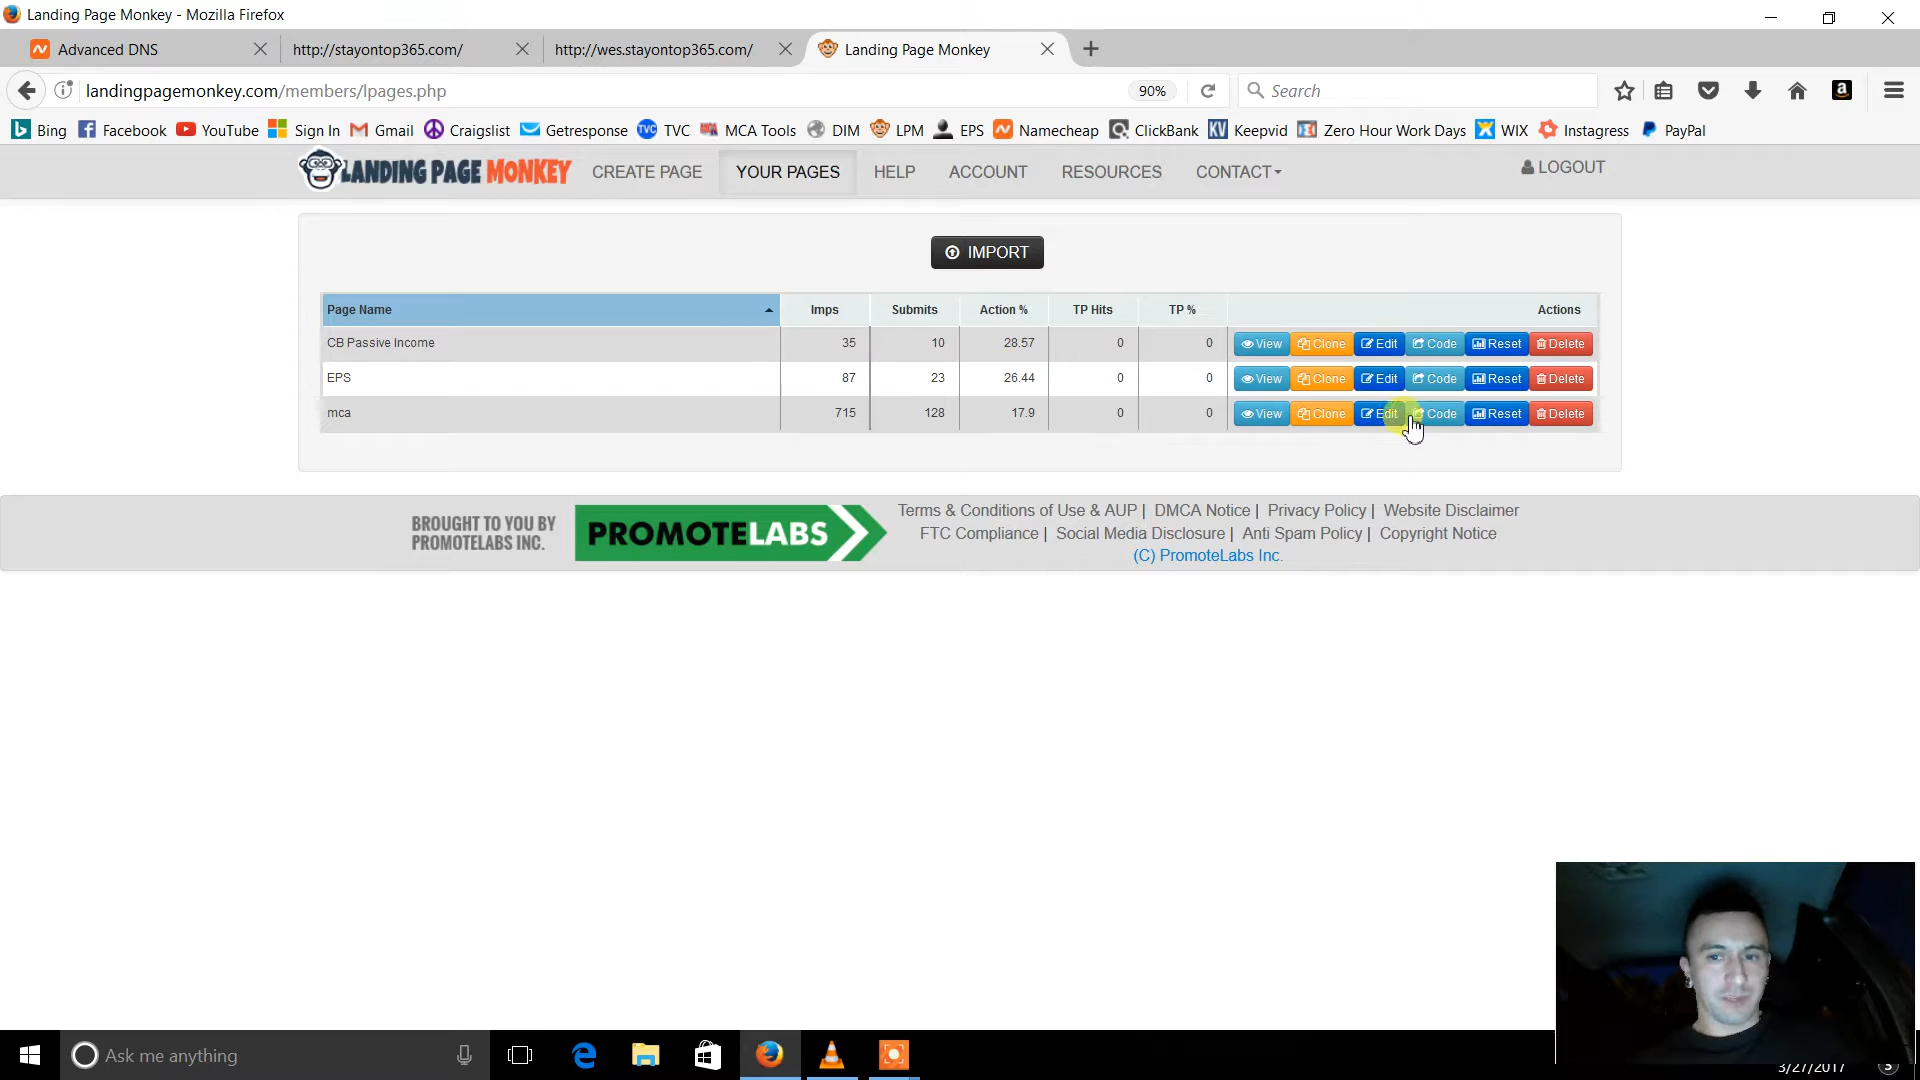 Landing Page Monkey - Mozilla Firefox
Advanced DNS
http://stayontop365.com/
http://wes.stayontop365.com/
Landing Page Monkey
landingpagemonkey.com/members/lpages.php
90%
Search
Bing Facebook YouTube Sign In Gmail Craigslist Getresponse TVC MCA Tools DIM LPM EPS Namecheap ClickBank Keepvid Zero Hour Work Days WIX Instagress PayPal
LANDING PAGE MONKEY CREATE PAGE YOUR PAGES HELP ACCOUNT RESOURCES CONTACT LOGOUT
IMPORT
Page Name Imps Submits Action % TP Hits TP % Actions
CB Passive Income 35 10 28.57 0 0 View Clone Edit Code Reset Delete
EPS 87 23 26.44 0 0 View Clone Edit Code Reset Delete
mca 715 128 17.9 0 0 View Clone Edit Code Reset Delete
BROUGHT TO YOU BY
PROMOTELABS INC.
PROMOTELABS
Terms & Conditions of Use & AUP | DMCA Notice | Privacy Policy | Website Disclaimer
FTC Compliance | Social Media Disclosure | Anti Spam Policy | Copyright Notice
(C) PromoteLabs Inc.
Ask me anything
3/27/2017